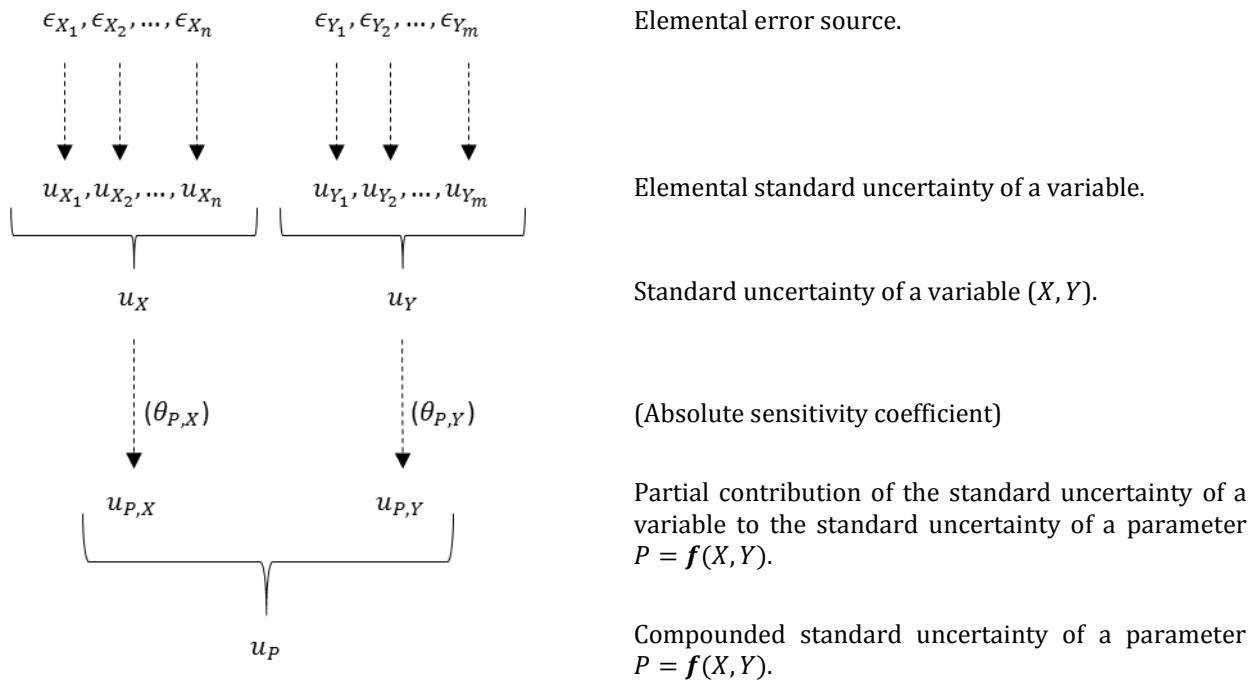 ϵ_{X_1}, ϵ_{X_2}, …, ϵ_{X_n} ϵ_{Y_1}, ϵ_{Y_2}, …, ϵ_{Y_m} Elemental error source.
u_{X_1}, u_{X_2}, …, u_{X_n} u_{Y_1}, u_{Y_2}, …, u_{Y_m} Elemental standard uncertainty of a variable.
u_X u_Y Standard uncertainty of a variable (X, Y).
(θ_{P,X}) (θ_{P,Y}) (Absolute sensitivity coefficient)
u_{P,X} u_{P,Y} Partial contribution of the standard uncertainty of a
variable to the standard uncertainty of a parameter
P = f(X, Y).
u_P Compounded standard uncertainty of a parameter
P = f(X, Y).